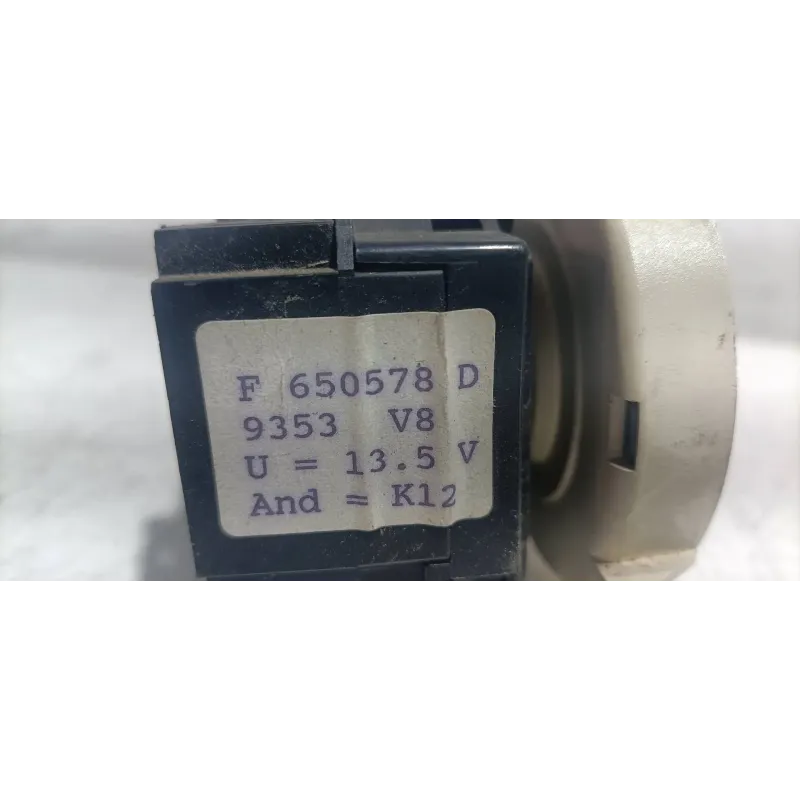 F 650578 D
9353 V8
U = 13.5 V
And = K12